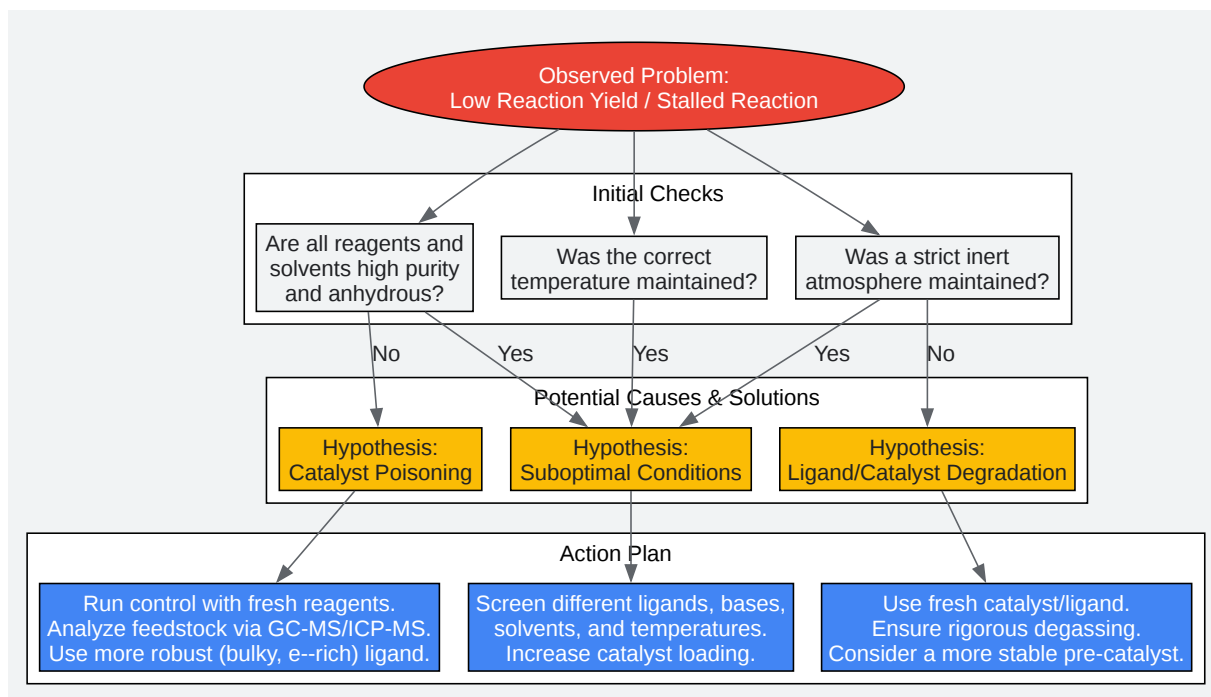 Observed Problem:
Low Reaction Yield / Stalled Reaction
Initial Checks
Are all reagents and
solvents high purity
and anhydrous?
Was the correct
temperature maintained?
Was a strict inert
atmosphere maintained?
No
Yes
Yes
Yes
No
Potential Causes & Solutions
Hypothesis:
Catalyst Poisoning
Hypothesis:
Suboptimal Conditions
Hypothesis:
Ligand/Catalyst Degradation
Action Plan
Run control with fresh reagents.
Analyze feedstock via GC-MS/ICP-MS.
Use more robust (bulky, e--rich) ligand.
Screen different ligands, bases,
solvents, and temperatures.
Increase catalyst loading.
Use fresh catalyst/ligand.
Ensure rigorous degassing.
Consider a more stable pre-catalyst.